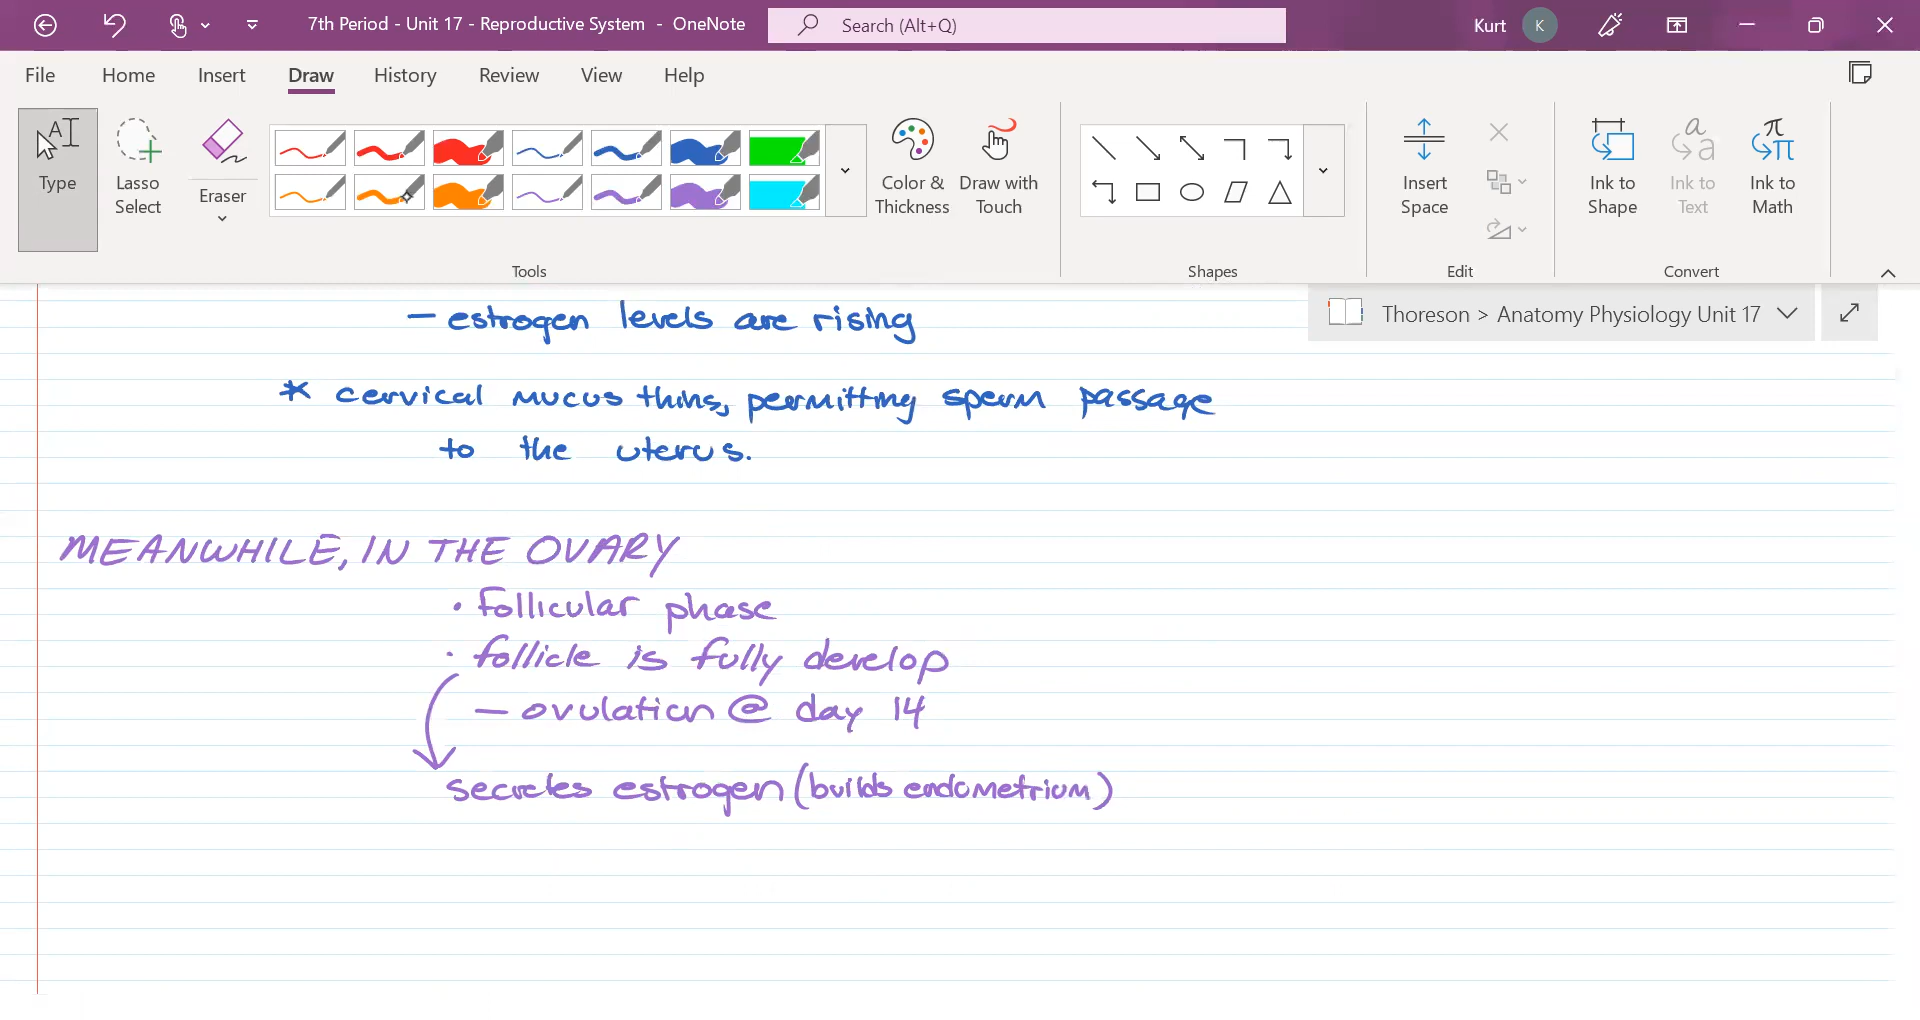 7th Period - Unit 17 - Reproductive System - OneNote
Search (Alt+Q)
Kurt
K
File Home Insert Draw History Review View Help
Type
Lasso Select
Eraser
Color & Thickness
Draw with Touch
Insert Space
Ink to Shape
Ink to Text
Ink to Math
Tools
Shapes
Edit
Convert
Thoreson > Anatomy Physiology Unit 17
– estrogen levels are rising
* cervical mucus thins, permitting sperm passage
to the uterus.
MEANWHILE, IN THE OVARY
• Follicular phase
• follicle is fully develop
– ovulation @ day 14
secretes estrogen (builds endometrium)